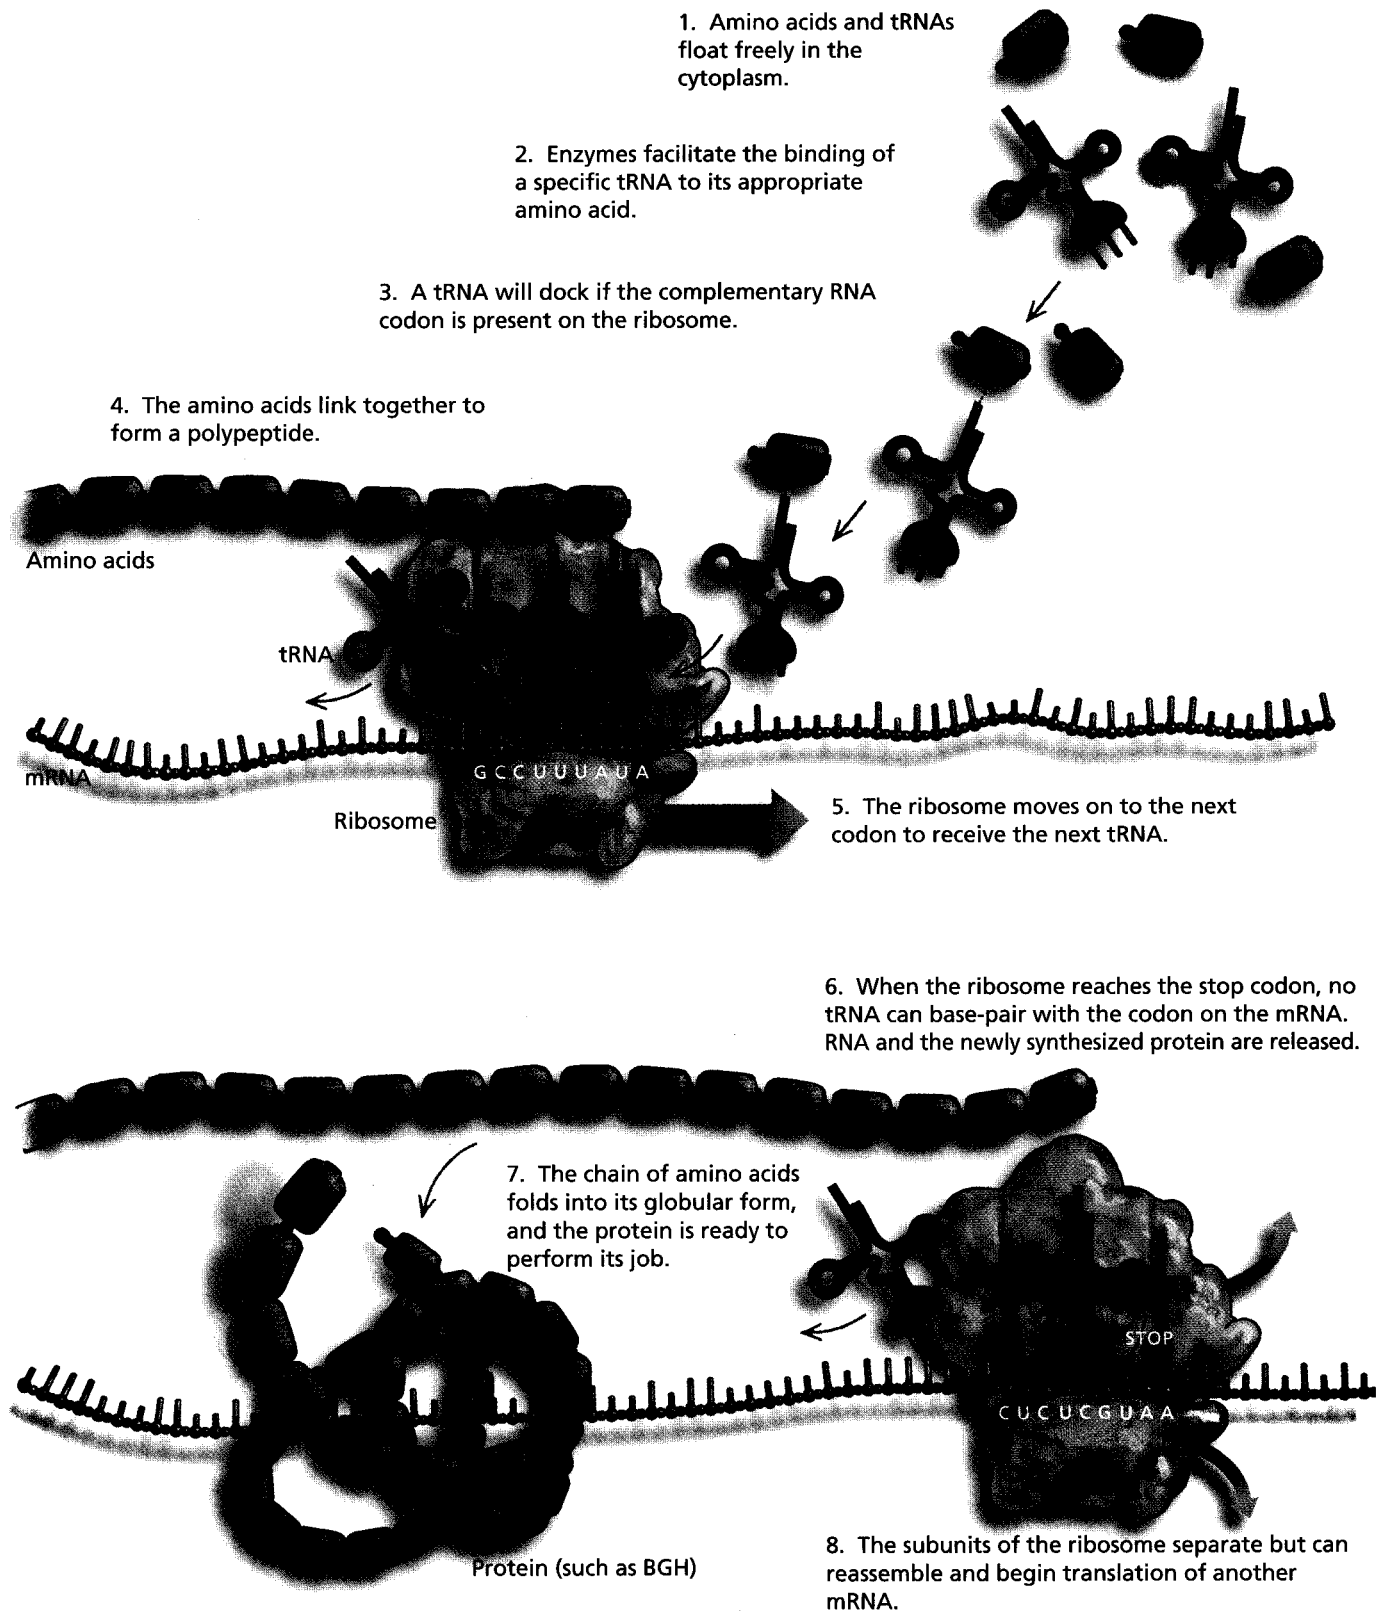 1. Amino acids and tRNAs
float freely in the
cytoplasm.
2. Enzymes facilitate the binding of
a specific tRNA to its appropriate
amino acid.
3. A tRNA will dock if the complementary RNA
codon is present on the ribosome.
4. The amino acids link together to
form a polypeptide.
Amino acids
tRNA
mRNA
G C C U U U A U A
Ribosome
5. The ribosome moves on to the next
codon to receive the next tRNA.
6. When the ribosome reaches the stop codon, no
tRNA can base-pair with the codon on the mRNA.
RNA and the newly synthesized protein are released.
7. The chain of amino acids
folds into its globular form,
and the protein is ready to
perform its job.
STOP
C U C U C G U A A
Protein (such as BGH)
8. The subunits of the ribosome separate but can
reassemble and begin translation of another
mRNA.